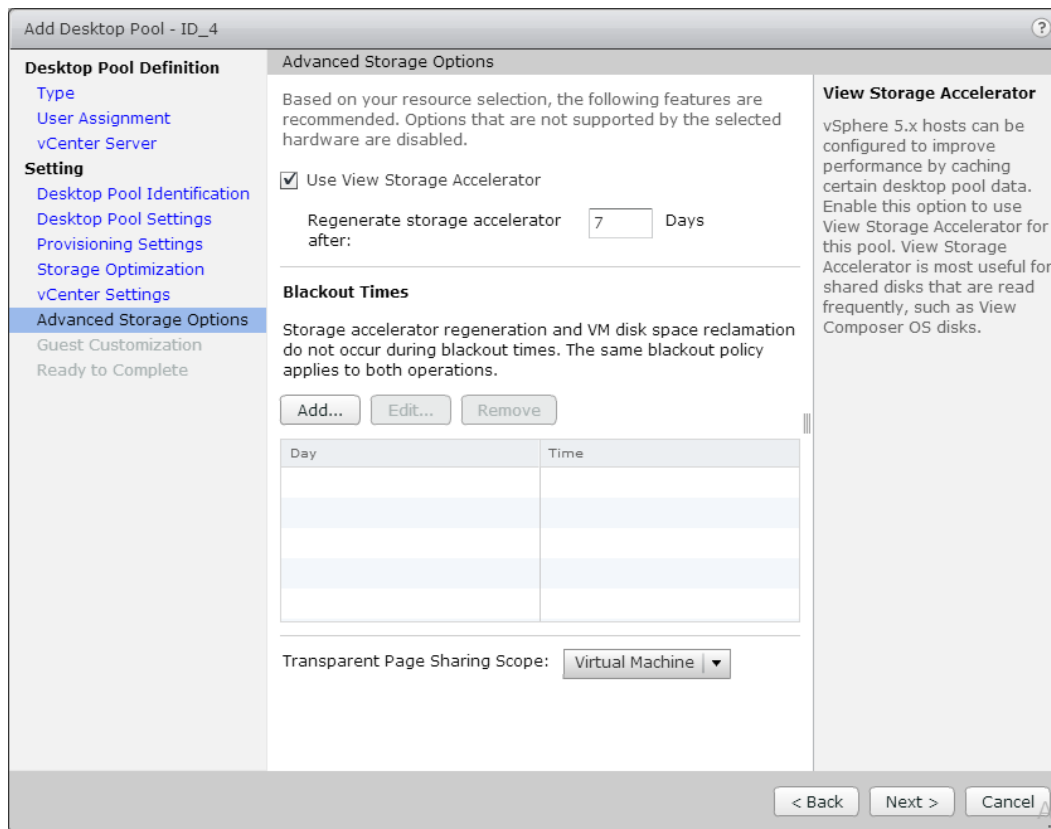 Add Desktop Pool - ID_4
?
Desktop Pool Definition
Type
User Assignment
vCenter Server
Setting
Desktop Pool Identification
Desktop Pool Settings
Provisioning Settings
Storage Optimization
vCenter Settings
Advanced Storage Options
Guest Customization
Ready to Complete
Advanced Storage Options
Based on your resource selection, the following features are
recommended. Options that are not supported by the selected
hardware are disabled.
Use View Storage Accelerator
Regenerate storage accelerator
after:
7
Days
Blackout Times
Storage accelerator regeneration and VM disk space reclamation
do not occur during blackout times. The same blackout policy
applies to both operations.
Add...
Edit...
Remove
Day
Time
Transparent Page Sharing Scope:
Virtual Machine
View Storage Accelerator
vSphere 5.x hosts can be
configured to improve
performance by caching
certain desktop pool data.
Enable this option to use
View Storage Accelerator for
this pool. View Storage
Accelerator is most useful for
shared disks that are read
frequently, such as View
Composer OS disks.
< Back
Next >
Cancel